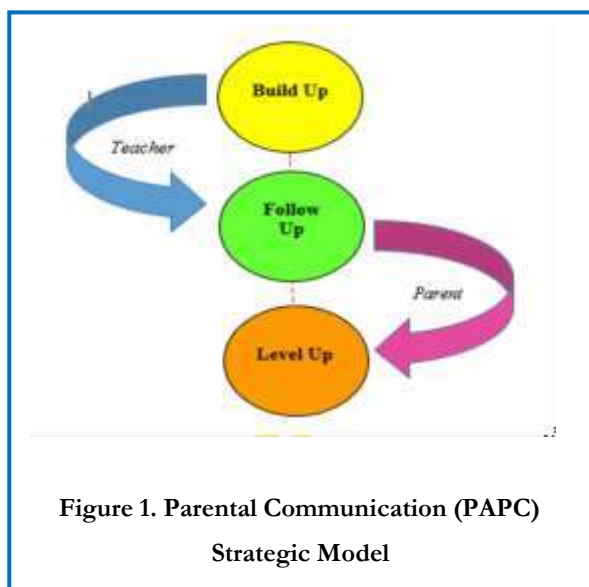 Build Up
Teacher
Follow
Up
Parent
Level Up
Figure 1. Parental Communication (PAPC)
Strategic Model